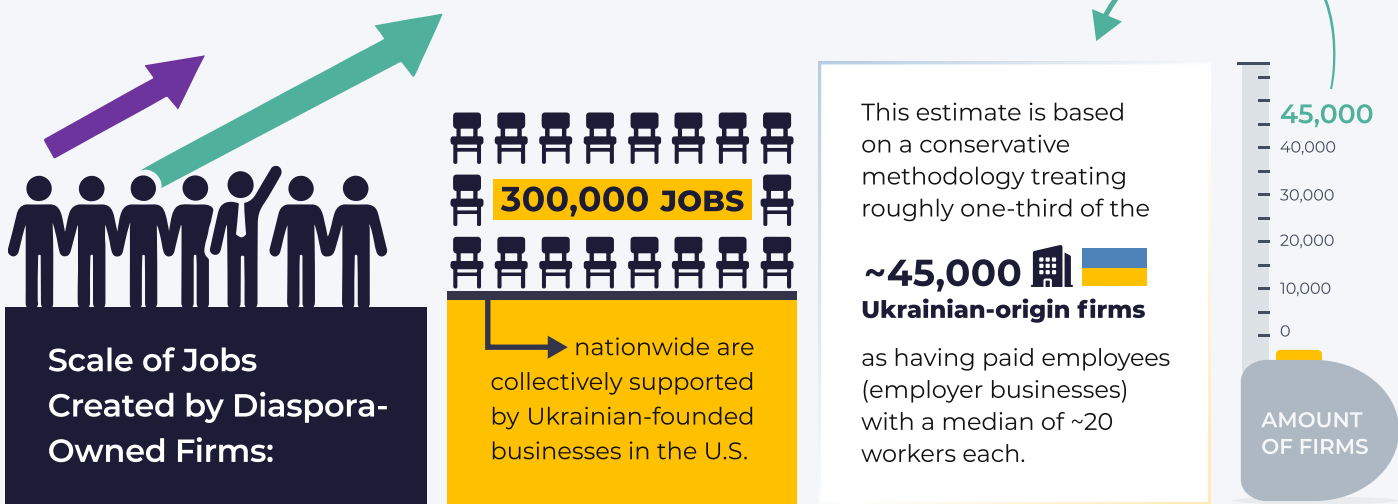 Scale of Jobs
Created by Diaspora-
Owned Firms:
300,000 JOBS
nationwide are
collectively supported
by Ukrainian-founded
businesses in the U.S.
This estimate is based
on a conservative
methodology treating
roughly one-third of the
~45,000
Ukrainian-origin firms
as having paid employees
(employer businesses)
with a median of ~20
workers each.
45,000
40,000
30,000
20,000
10,000
0
AMOUNT
OF FIRMS